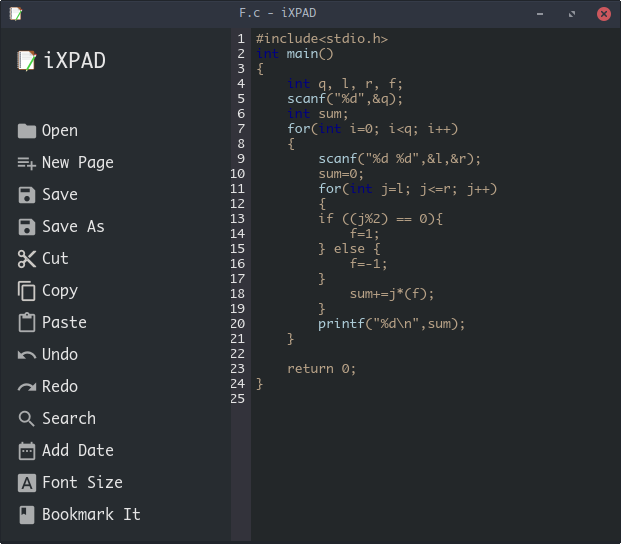 F.c - iXPAD
iXPAD
Open
New Page
Save
Save As
Cut
Copy
Paste
Undo
Redo
Search
Add Date
Font Size
Bookmark It
1 #include<stdio.h>
2 int main()
3 {
4     int q, l, r, f;
5     scanf("%d",&q);
6     int sum;
7     for(int i=0; i<q; i++)
8     {
9         scanf("%d %d",&l,&r);
10         sum=0;
11         for(int j=l; j<=r; j++)
12         {
13         if ((j%2) == 0){
14             f=1;
15         } else {
16             f=-1;
17         }
18             sum+=j*(f);
19         }
20         printf("%d\n",sum);
21     }
22
23     return 0;
24 }
25